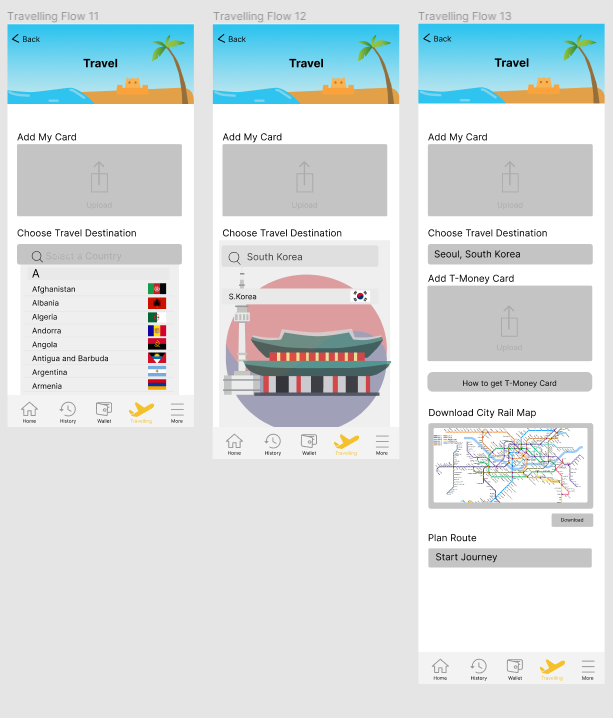 Travelling Flow 11
Back
Travel
Add My Card
Upload
Choose Travel Destination
Select a Country
A
Afghanistan
Albania
Algeria
Andorra
Angola
Antigua and Barbuda
Argentina
Armenia
Home
History
Wallet
Travelling
More
Travelling Flow 12
Back
Travel
Add My Card
Upload
Choose Travel Destination
South Korea
S.Korea
Home
History
Wallet
Travelling
More
Travelling Flow 13
Back
Travel
Add My Card
Upload
Choose Travel Destination
Seoul, South Korea
Add T-Money Card
Upload
How to get T-Money Card
Download City Rail Map
Download
Plan Route
Start Journey
Home
History
Wallet
Travelling
More